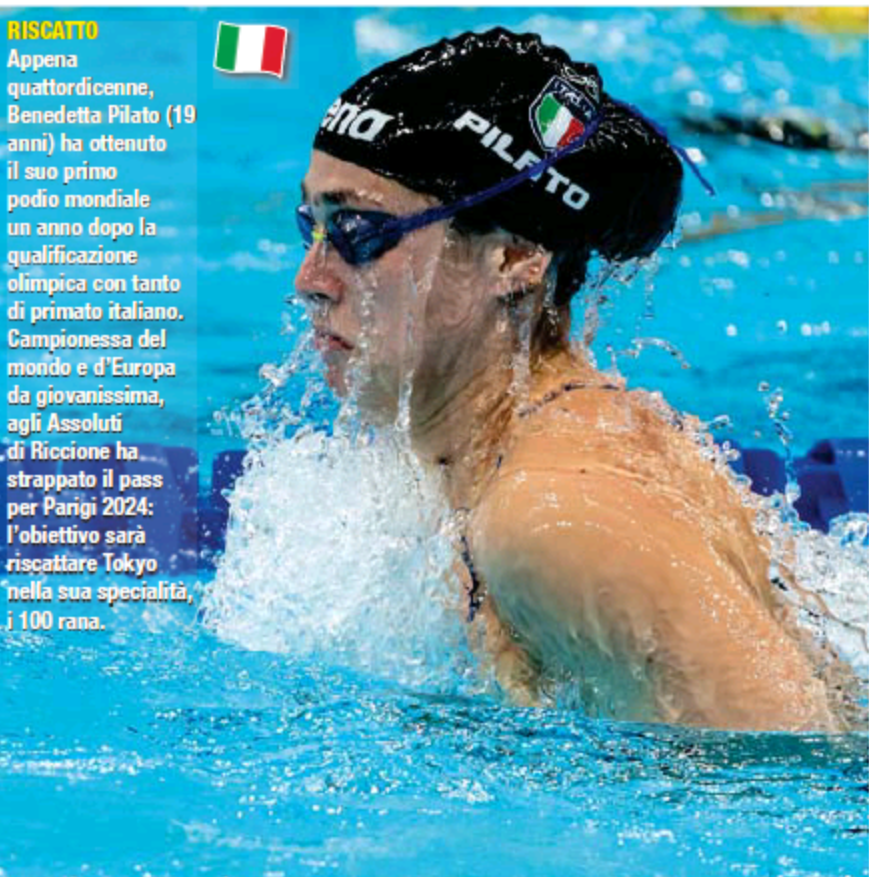 RISCATTO
Appena
quattordicenne,
Benedetta Pilato (19
anni) ha ottenuto
il suo primo
podio mondiale
un anno dopo la
qualificazione
olimpica con tanto
di primato italiano.
Campionessa del
mondo e d'Europa
da giovanissima,
agli Assoluti
di Riccione ha
strappato il pass
per Parigi 2024:
l'obiettivo sarà
riscattare Tokyo
nella sua specialità,
i 100 rana.
ena
PILATO
ITALIA